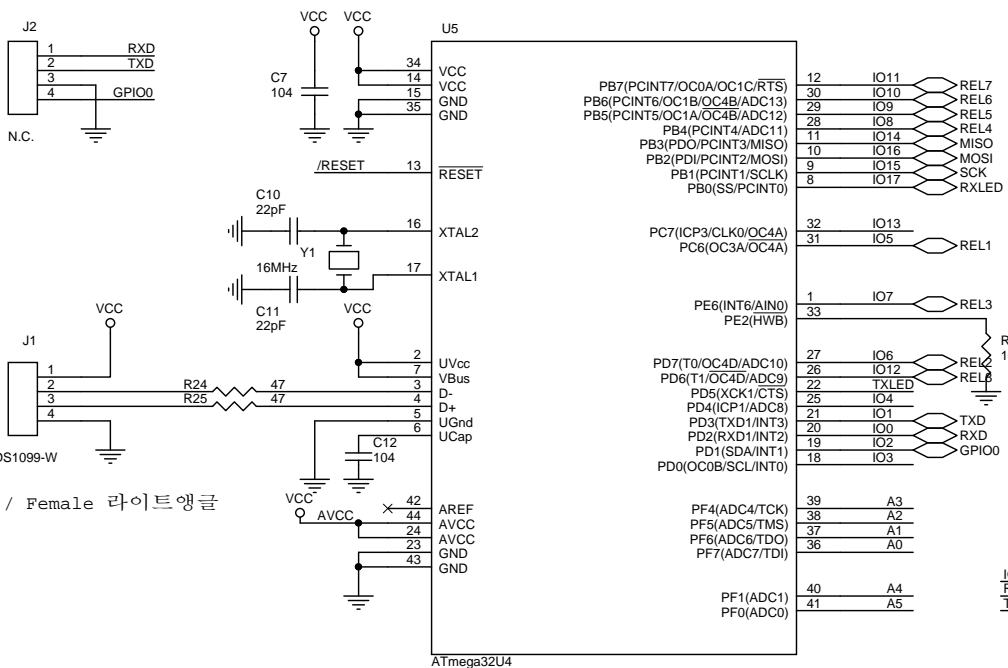 J2
1 RXD
2 TXD
3
4 GPIO0
N.C.
VCC
VCC
C7
104
U5
34 VCC
14 VCC
15 GND
35 GND
/RESET 13 RESET
C10
22pF
16 XTAL2
Y1
16MHz
17 XTAL1
C11
22pF
VCC
VCC
J1
1
2
3
4
R24 47
R25 47
2 UVcc
7 VBus
3 D-
4 D+
5 UGnd
6 UCap
C12
104
/ Female 라이트앵글
VCC
AVCC
42 AREF
44 AVCC
24 AVCC
23 GND
43 GND
PB7(PCINT7/OC0A/OC1C/RTS) 12 IO11 REL7
PB6(PCINT6/OC1B/OC4B/ADC13) 30 IO10 REL6
PB5(PCINT5/OC1A/OC4B/ADC12) 29 IO9 REL5
PB4(PCINT4/ADC11) 28 IO8 REL4
PB3(PDO/PCINT3/MISO) 11 IO14 MISO
PB2(PDI/PCINT2/MOSI) 10 IO16 MOSI
PB1(PCINT1/SCLK) 9 IO15 SCK
PB0(SS/PCINT0) 8 IO17 RXLED
PC7(ICP3/CLK0/OC4A) 32 IO13
PC6(OC3A/OC4A) 31 IO5 REL1
PE6(INT6/AIN0) 1 IO7 REL3
PE2(HWB) 33
PD7(T0/OC4D/ADC10) 27 IO6 REL2
PD6(T1/OC4D/ADC9) 26 IO12 REL8
PD5(XCK1/CTS) 22 TXLED
PD4(ICP1/ADC8) 25 IO4
PD3(TXD1/INT3) 21 IO1 TXD
PD2(RXD1/INT2) 20 IO0 RXD
PD1(SDA/INT1) 19 IO2 GPIO0
PD0(OC0B/SCL/INT0) 18 IO3
PF4(ADC4/TCK) 39 A3
PF5(ADC5/TMS) 38 A2
PF6(ADC6/TDO) 37 A1
PF7(ADC7/TDI) 36 A0
PF1(ADC1) 40 A4
PF0(ADC0) 41 A5
ATmega32U4